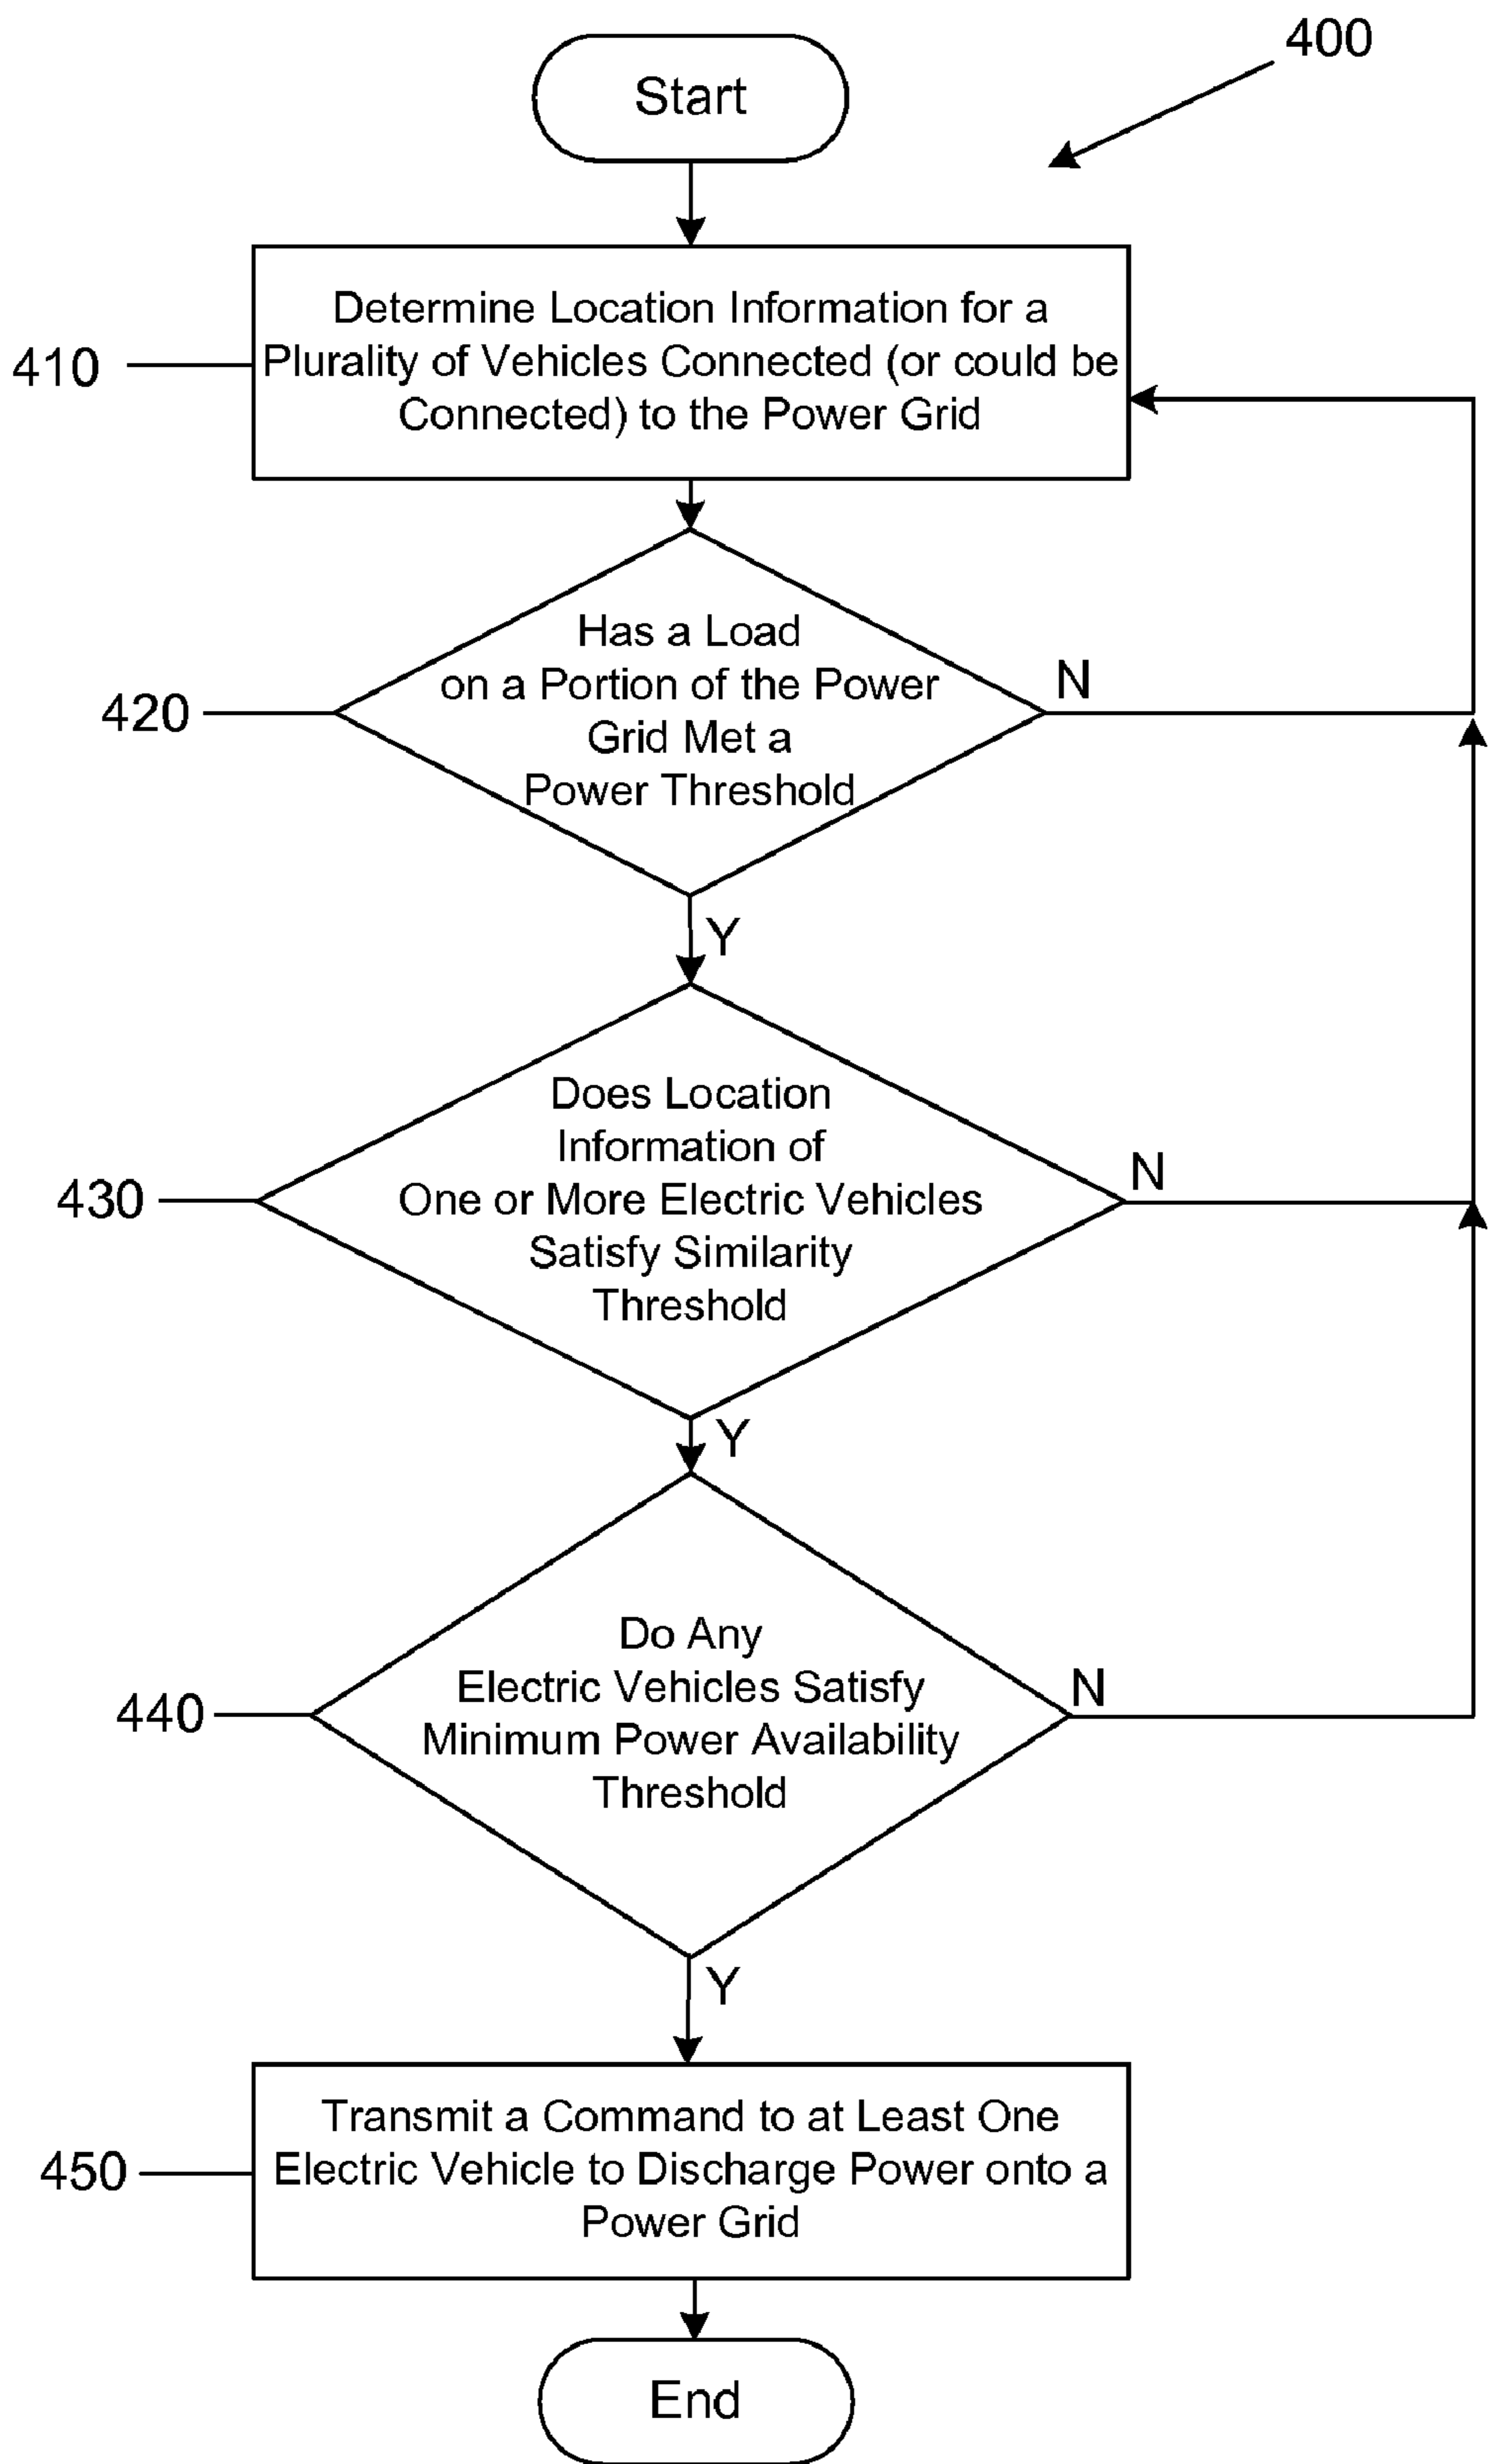 400
Start
410
Determine Location Information for a
Plurality of Vehicles Connected (or could be
Connected) to the Power Grid
420
Has a Load
on a Portion of the Power
Grid Met a
Power Threshold
N
Y
430
Does Location
Information of
One or More Electric Vehicles
Satisfy Similarity
Threshold
N
Y
440
Do Any
Electric Vehicles Satisfy
Minimum Power Availability
Threshold
N
Y
450
Transmit a Command to at Least One
Electric Vehicle to Discharge Power onto a
Power Grid
End